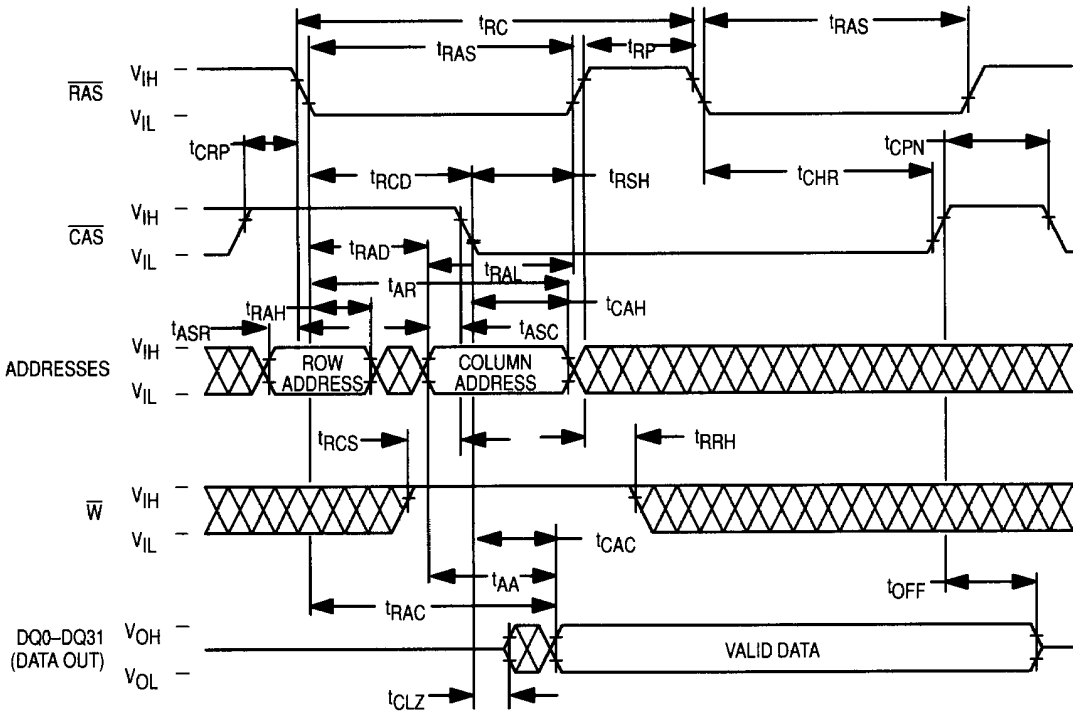 tRC
tRAS
tRP
tRAS
RAS
VIH
VIL
tCRP
tRCD
tRSH
tCHR
tCPN
CAS
VIH
VIL
tRAD
tRAL
tAR
tRAH
tCAH
tASR
tASC
ADDRESSES
VIH
VIL
ROW
ADDRESS
COLUMN
ADDRESS
tRCS
tRRH
W
VIH
VIL
tCAC
tAA
tOFF
tRAC
DQ0–DQ31
(DATA OUT)
VOH
VOL
VALID DATA
tCLZ